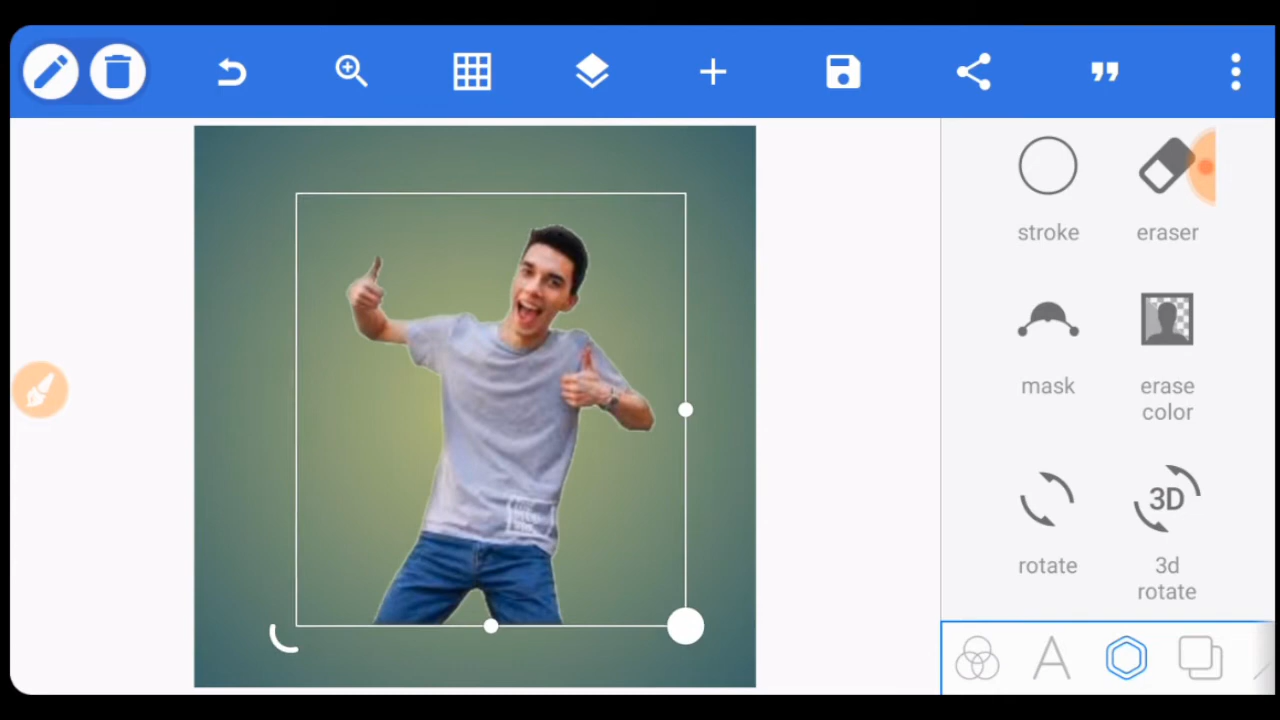 stroke
eraser
mask
erase
color
3D
rotate
3d
rotate
A